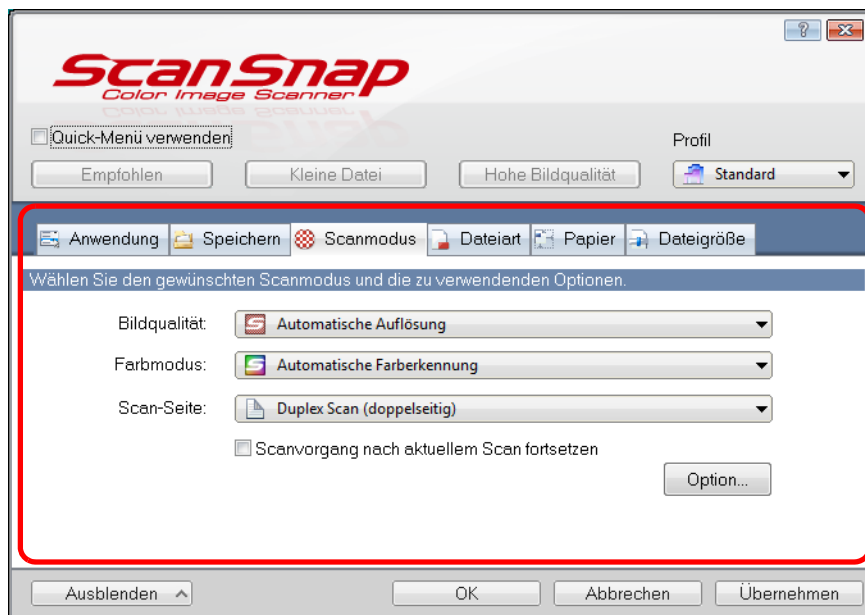 ScanSnap
Color Image Scanner
Quick-Menü verwenden
Profil
Empfohlen Kleine Datei Hohe Bildqualität Standard
Anwendung Speichern Scanmodus Dateiart Papier Dateigröße
Wählen Sie den gewünschten Scanmodus und die zu verwendenden Optionen.
Bildqualität: Automatische Auflösung
Farbmodus: Automatische Farberkennung
Scan-Seite: Duplex Scan (doppelseitig)
Scanvorgang nach aktuellem Scan fortsetzen
Option...
Ausblenden OK Abbrechen Übernehmen